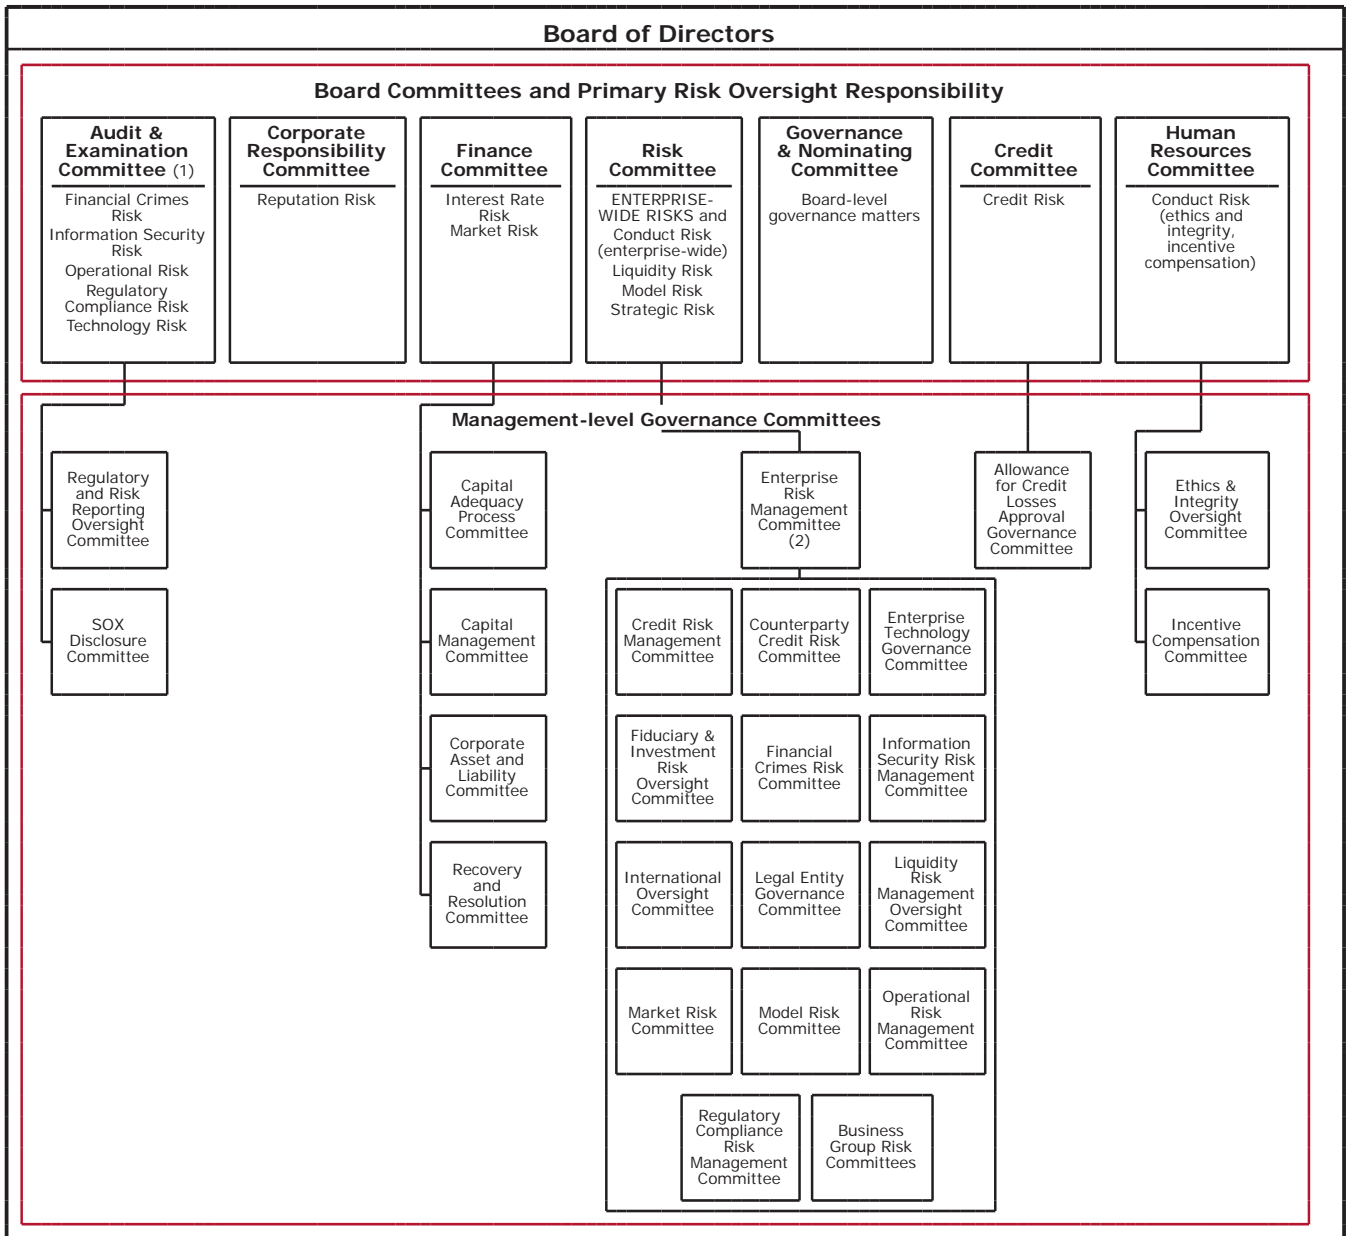 Board of Directors
Board Committees and Primary Risk Oversight Responsibility
Audit &
Examination
Committee (1)
Financial Crimes
Risk
Information Security
Risk
Operational Risk
Regulatory
Compliance Risk
Technology Risk
Corporate
Responsibility
Committee
Reputation Risk
Finance
Committee
Interest Rate
Risk
Market Risk
Risk
Committee
ENTERPRISE-
WIDE RISKS and
Conduct Risk
(enterprise-wide)
Liquidity Risk
Model Risk
Strategic Risk
Governance
& Nominating
Committee
Board-level
governance matters
Credit
Committee
Credit Risk
Human
Resources
Committee
Conduct Risk
(ethics and
integrity,
incentive
compensation)
Management-level Governance Committees
Regulatory
and Risk
Reporting
Oversight
Committee
SOX
Disclosure
Committee
Capital
Adequacy
Process
Committee
Capital
Management
Committee
Corporate
Asset and
Liability
Committee
Recovery
and
Resolution
Committee
Enterprise
Risk
Management
Committee
(2)
Credit Risk
Management
Committee
Counterparty
Credit Risk
Committee
Enterprise
Technology
Governance
Committee
Fiduciary &
Investment
Risk
Oversight
Committee
Financial
Crimes Risk
Committee
Information
Security Risk
Management
Committee
International
Oversight
Committee
Legal Entity
Governance
Committee
Liquidity
Risk
Management
Oversight
Committee
Market Risk
Committee
Model Risk
Committee
Operational
Risk
Management
Committee
Regulatory
Compliance
Risk
Management
Committee
Business
Group Risk
Committees
Allowance
for Credit
Losses
Approval
Governance
Committee
Ethics &
Integrity
Oversight
Committee
Incentive
Compensation
Committee